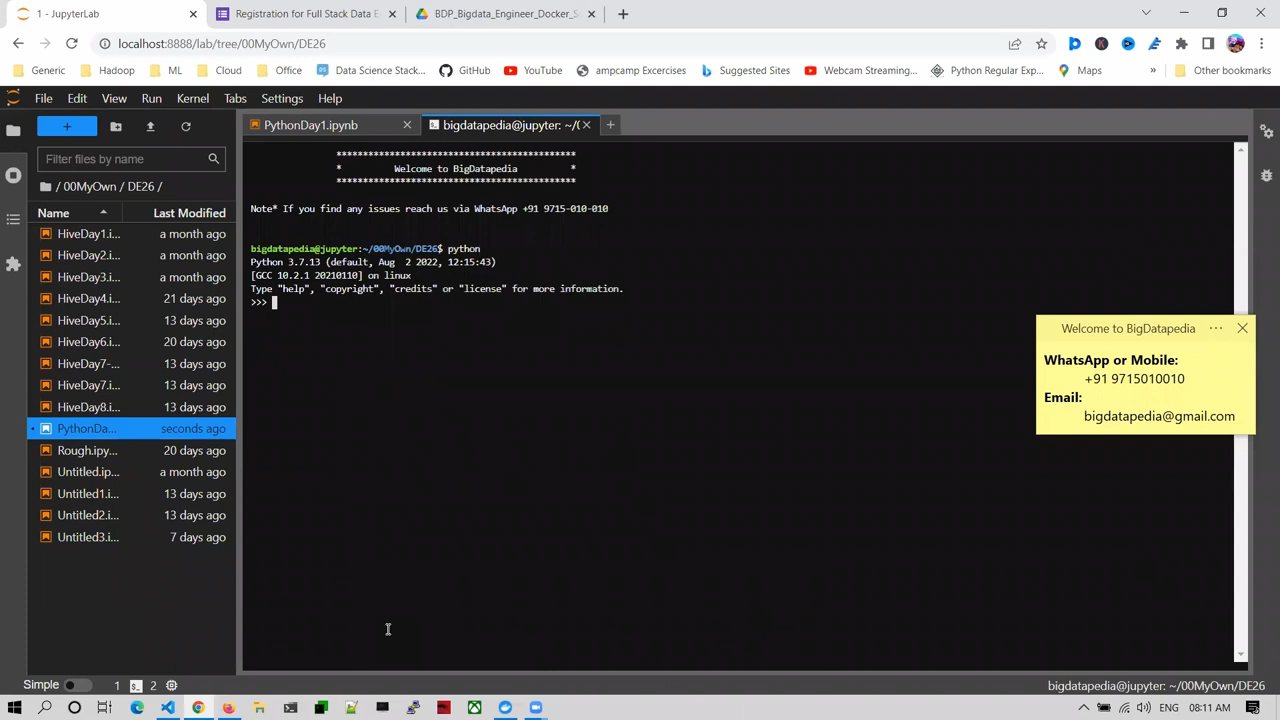 1 - JupyterLab
Registration for Full Stack Data E
BDP_Bigdata_Engineer_Docker_S
localhost:8888/lab/tree/00MyOwn/DE26
Generic Hadoop ML Cloud Office Data Science Stack... GitHub YouTube ampcamp Excercises Suggested Sites Webcam Streaming... Python Regular Exp... Maps » Other bookmarks
File Edit View Run Kernel Tabs Settings Help
PythonDay1.ipynb
bigdatapedia@jupyter: ~/(
Filter files by name
/ 00MyOwn / DE26 /
Name Last Modified
HiveDay1.i... a month ago
HiveDay2.i... a month ago
HiveDay3.i... a month ago
HiveDay4.i... 21 days ago
HiveDay5.i... 13 days ago
HiveDay6.i... 20 days ago
HiveDay7-... 13 days ago
HiveDay7.i... 13 days ago
HiveDay8.i... 13 days ago
PythonDa... seconds ago
Rough.ipy... 20 days ago
Untitled.ip... a month ago
Untitled1.i... 13 days ago
Untitled2.i... 13 days ago
Untitled3.i... 7 days ago
*********************************************
* Welcome to BigDatapedia *
*********************************************
Note* If you find any issues reach us via WhatsApp +91 9715-010-010
bigdatapedia@jupyter:~/00MyOwn/DE26$ python
Python 3.7.13 (default, Aug 2 2022, 12:15:43)
[GCC 10.2.1 20210110] on linux
Type "help", "copyright", "credits" or "license" for more information.
>>>
Welcome to BigDatapedia ...
WhatsApp or Mobile:
+91 9715010010
Email:
bigdatapedia@gmail.com
Simple 1 2
bigdatapedia@jupyter: ~/00MyOwn/DE26
ENG 08:11 AM